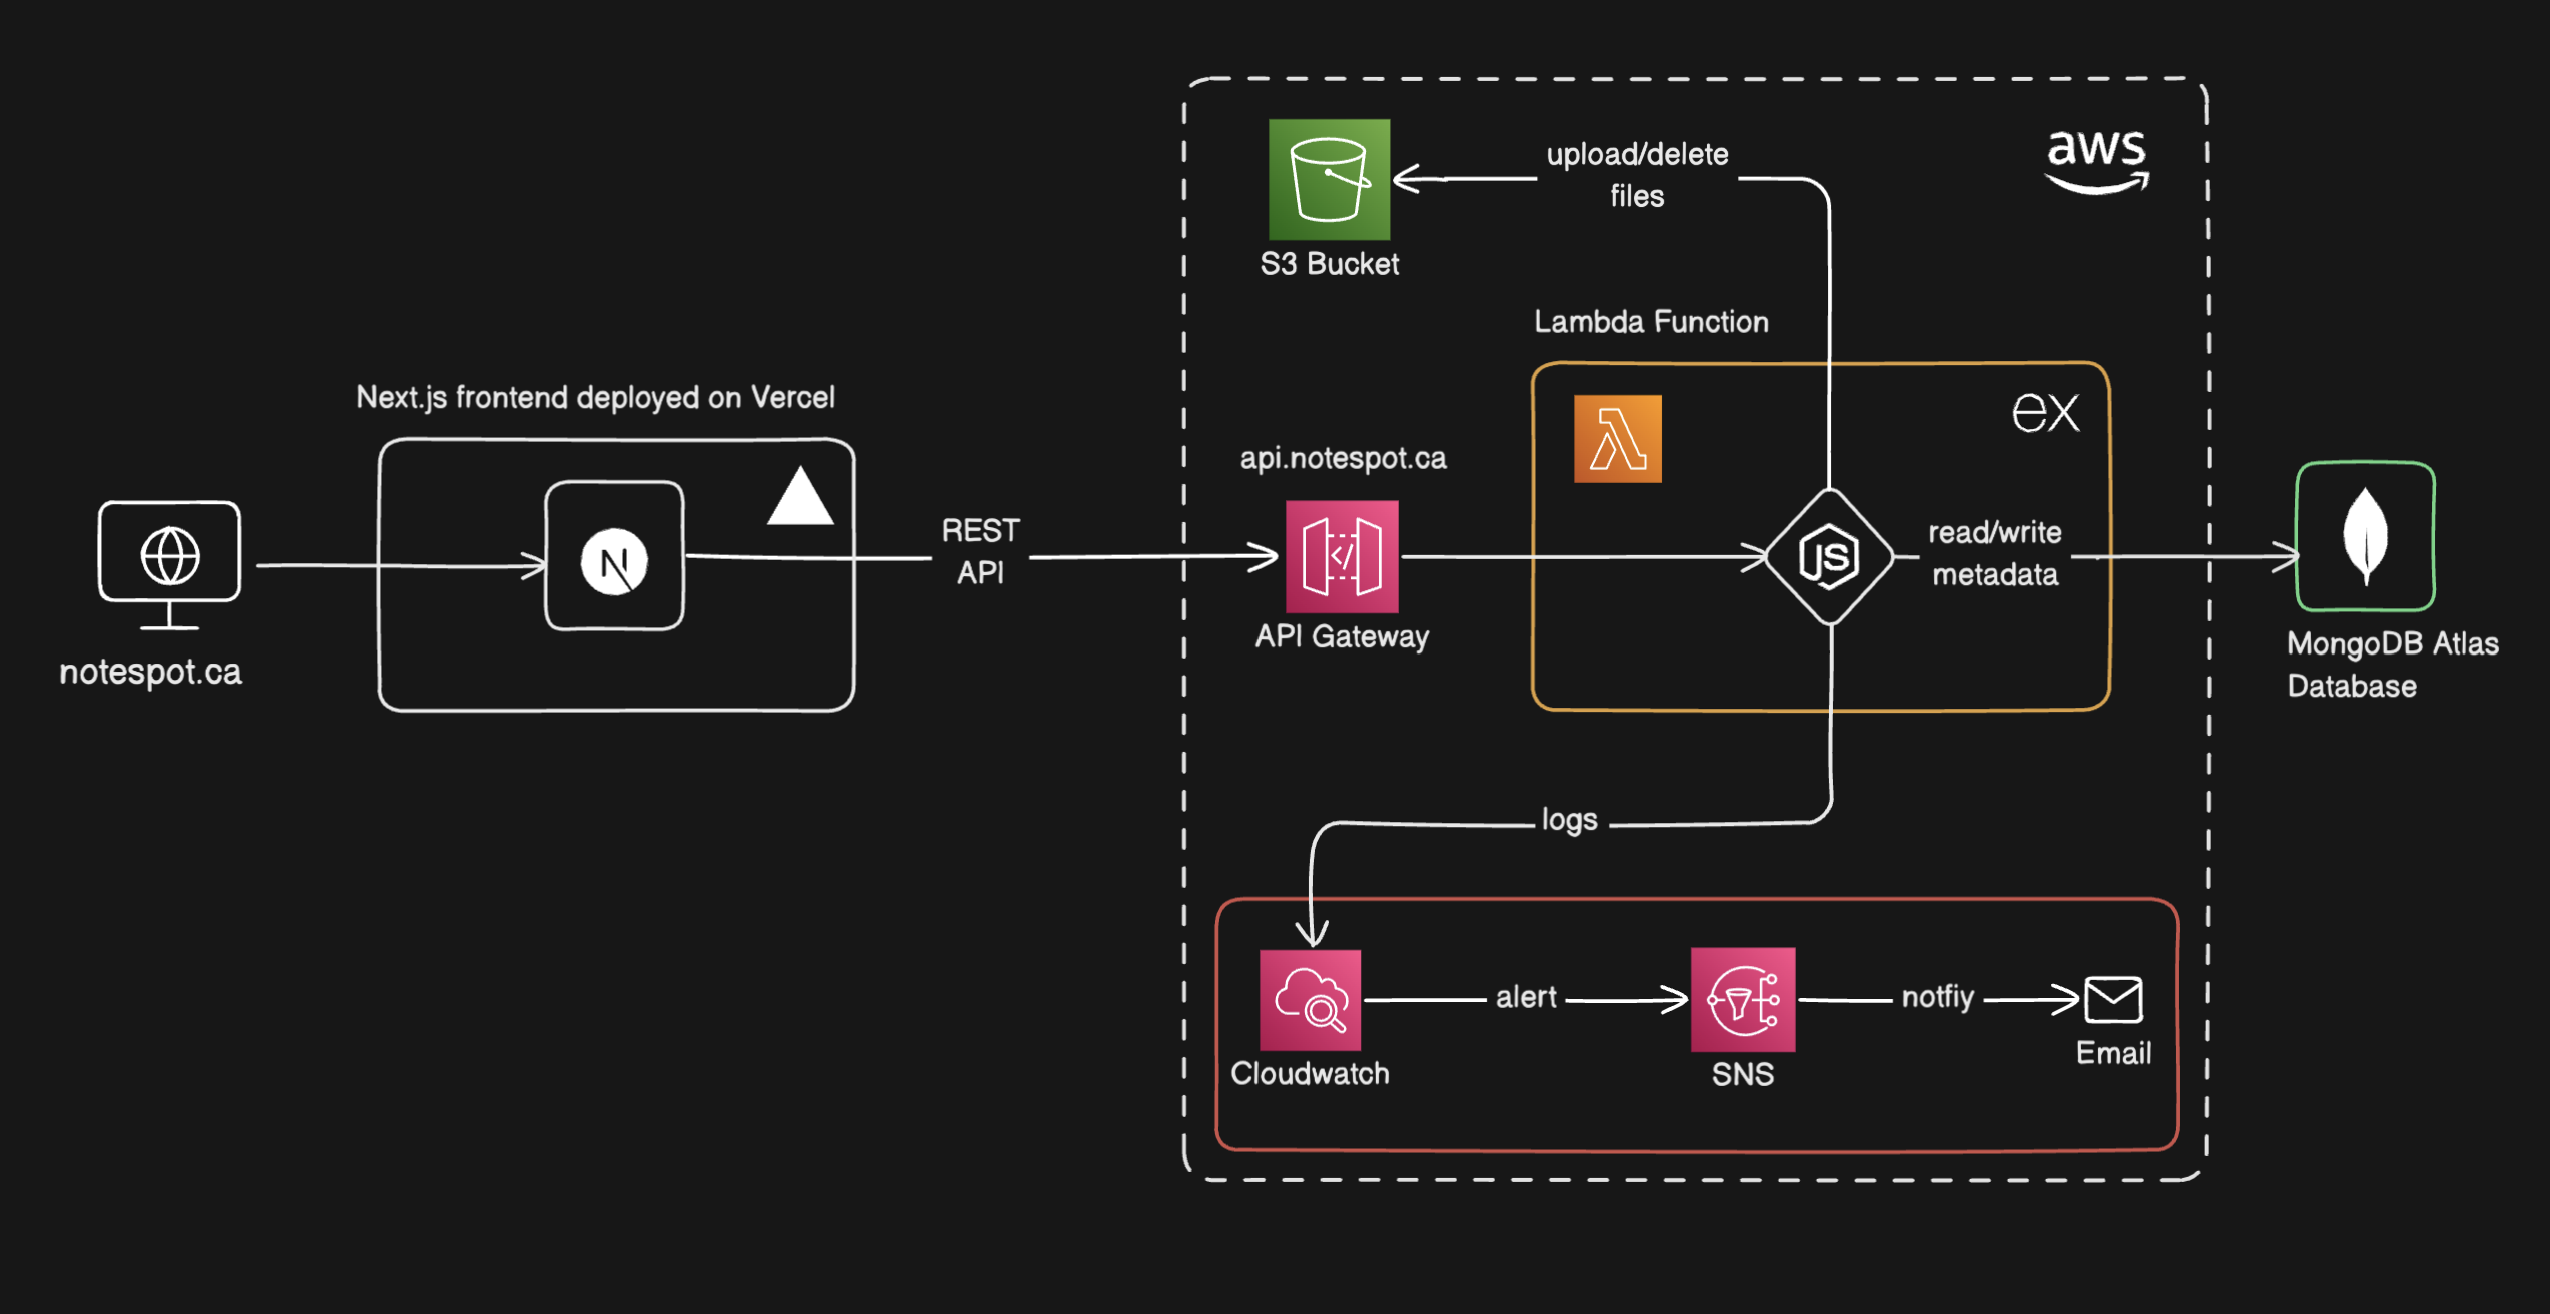 aws
upload/delete
files
S3 Bucket
Lambda Function
ex
Next.js frontend deployed on Vercel
api.notespot.ca
N
REST
API
JS
read/write
metadata
API Gateway
MongoDB Atlas
Database
notespot.ca
logs
alert
notfiy
Email
Cloudwatch
SNS